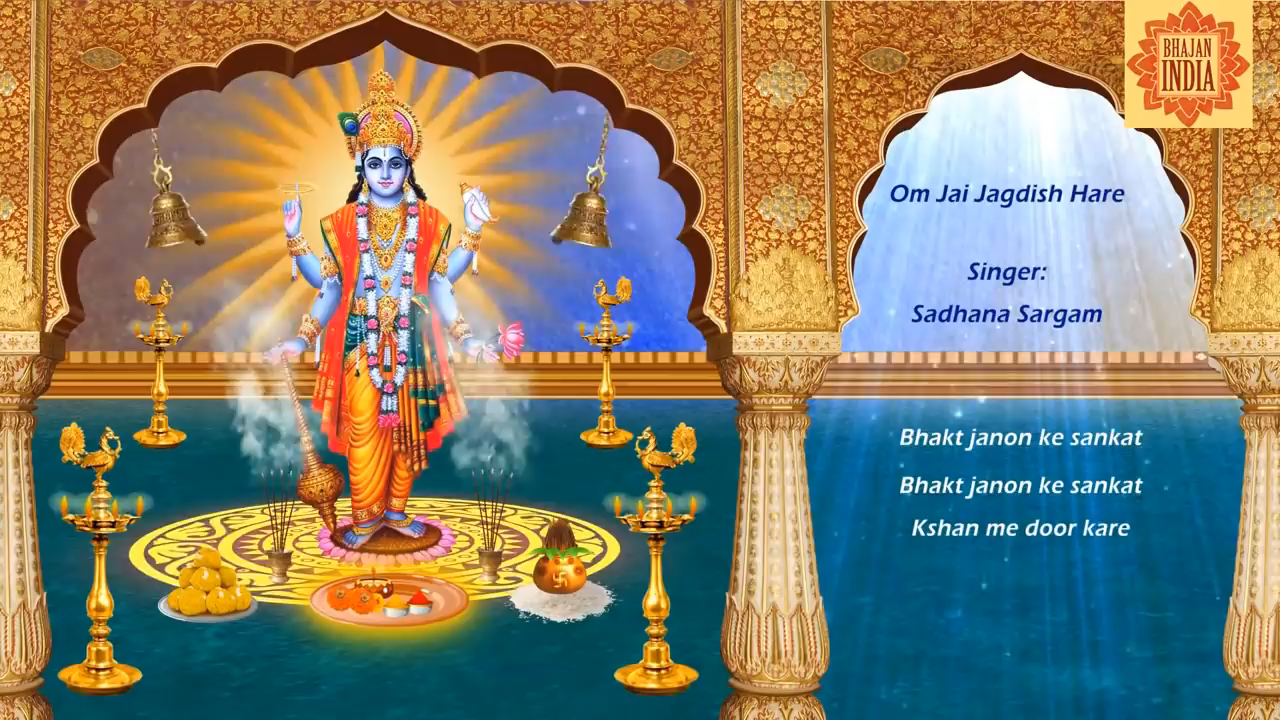 BHAJAN
INDIA
Om Jai Jagdish Hare
Singer:
Sadhana Sargam
Bhakt janon ke sankat
Bhakt janon ke sankat
Kshan me door kare